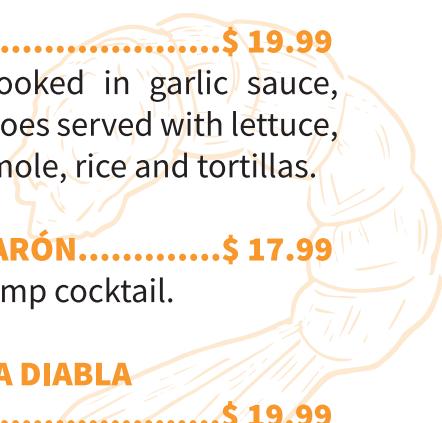 ....................$ 19.99
ooked in garlic sauce,
oes served with lettuce,
mole, rice and tortillas.
ARÓN.............$ 17.99
mp cocktail.
A DIABLA
....................$ 19.99